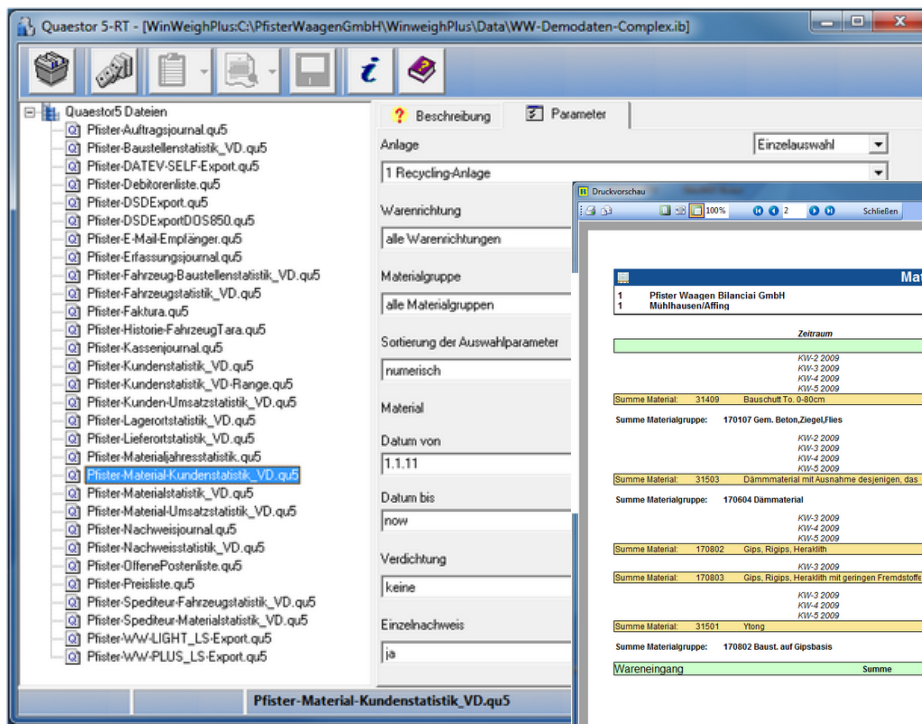 Quaestor 5-RT - [WinWeighPlus:C:\PfisterWaagenGmbH\WinweighPlus\Data\WW-Demodaten-Complex.ib]
Quaestor5 Dateien
Pfister-Auftragsjournal.qu5
Pfister-Baustellenstatistik_VD.qu5
Pfister-DATEV-SELF-Export.qu5
Pfister-Debitorenliste.qu5
Pfister-DSDExport.qu5
Pfister-DSDExportDOS850.qu5
Pfister-E-Mail-Empfänger.qu5
Pfister-Erfassungsjournal.qu5
Pfister-Fahrzeug-Baustellenstatistik_VD.qu5
Pfister-Fahrzeugstatistik_VD.qu5
Pfister-Faktura.qu5
Pfister-Historie-FahrzeugTara.qu5
Pfister-Kassenjournal.qu5
Pfister-Kundenstatistik_VD.qu5
Pfister-Kundenstatistik_VD-Range.qu5
Pfister-Kunden-Umsatzstatistik_VD.qu5
Pfister-Lagerortstatistik_VD.qu5
Pfister-Lieferortstatistik_VD.qu5
Pfister-Materialjahresstatistik.qu5
Pfister-Material-Kundenstatistik_VD.qu5
Pfister-Materialstatistik_VD.qu5
Pfister-Material-Umsatzstatistik_VD.qu5
Pfister-Nachweisjournal.qu5
Pfister-Nachweisstatistik_VD.qu5
Pfister-OffenePostenliste.qu5
Pfister-Preisliste.qu5
Pfister-Spediteur-Fahrzeugstatistik_VD.qu5
Pfister-Spediteur-Materialstatistik_VD.qu5
Pfister-WW-LIGHT_LS-Export.qu5
Pfister-WW-PLUS_LS-Export.qu5
Beschreibung Parameter
Anlage Einzelauswahl
1 Recycling-Anlage
Warenrichtung
alle Warenrichtungen
Materialgruppe
alle Materialgruppen
Sortierung der Auswahlparameter
numerisch
Material
Datum von
1.1.11
Datum bis
now
Verdichtung
keine
Einzelnachweis
ja
Druckvorschau
100% 2 Schließen
Mat
1 Pfister Waagen Bilanciai GmbH
1 Mühlhausen/Affing
Zeitraum
KW-2 2009
KW-3 2009
KW-4 2009
KW-5 2009
Summe Material: 31409 Bauschutt To. 0-80cm
Summe Materialgruppe: 170107 Gem. Beton,Ziegel,Flies
KW-2 2009
KW-3 2009
KW-4 2009
KW-5 2009
Summe Material: 31503 Dämmmaterial mit Ausnahme desjenigen, das
Summe Materialgruppe: 170604 Dämmaterial
KW-3 2009
KW-4 2009
KW-5 2009
Summe Material: 170802 Gips, Rigips, Heraklith
KW-3 2009
Summe Material: 170803 Gips, Rigips, Heraklith mit geringen Fremdstoffe
KW-3 2009
KW-4 2009
KW-5 2009
Summe Material: 31501 Ytong
Summe Materialgruppe: 170802 Baust. auf Gipsbasis
Wareneingang Summe
Pfister-Material-Kundenstatistik_VD.qu5